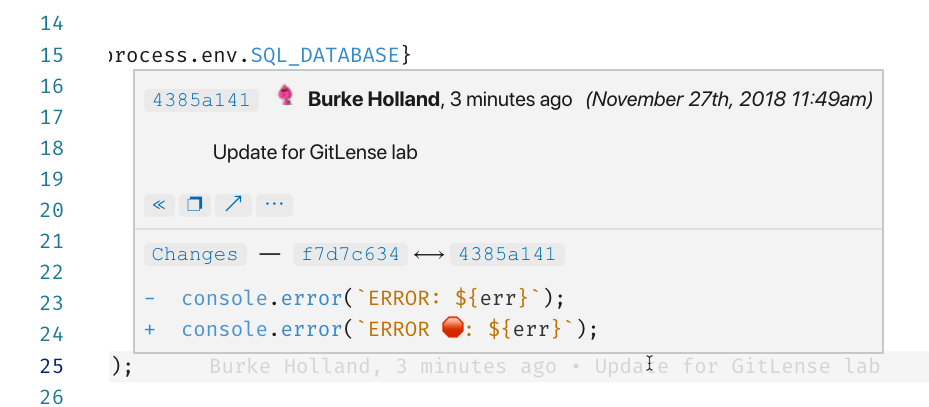 14
15 process.env.SQL_DATABASE}
16
4385a141 Burke Holland, 3 minutes ago (November 27th, 2018 11:49am)
17
18 Update for GitLense lab
19
20 « ···
21
Changes — f7d7c634 ⟷ 4385a141
22
23 - console.error(`ERROR: ${err}`);
24 + console.error(`ERROR 🛑: ${err}`);
25 ); Burke Holland, 3 minutes ago • Update for GitLense lab
26